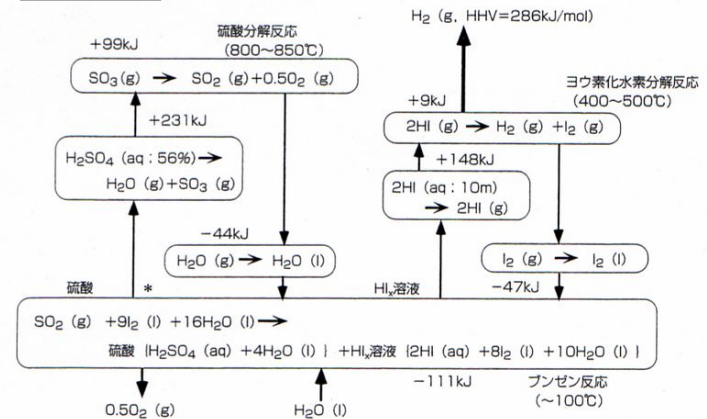 H₂ (g, HHV=286kJ/mol)
硫酸分解反応
(800〜850℃)
+99kJ
SO₃(g) → SO₂ (g)+0.5O₂ (g)
ヨウ素化水素分解反応
(400〜500℃)
+9kJ
2HI (g) → H₂ (g) +I₂ (g)
+231kJ
H₂SO₄ (aq:56%) →
H₂O (g)+SO₃ (g)
+148kJ
2HI (aq:10m)
→ 2HI (g)
-44kJ
H₂O (g) → H₂O (l)
I₂ (g) → I₂ (l)
-47kJ
硫酸 *
HIₓ溶液
SO₂ (g) +9I₂ (l) +16H₂O (l) →
硫酸 {H₂SO₄ (aq) +4H₂O (l) } +HIₓ溶液 {2HI (aq) +8I₂ (l) +10H₂O (l) }
-111kJ
ブンゼン反応
(〜100℃)
0.5O₂ (g)
H₂O (l)